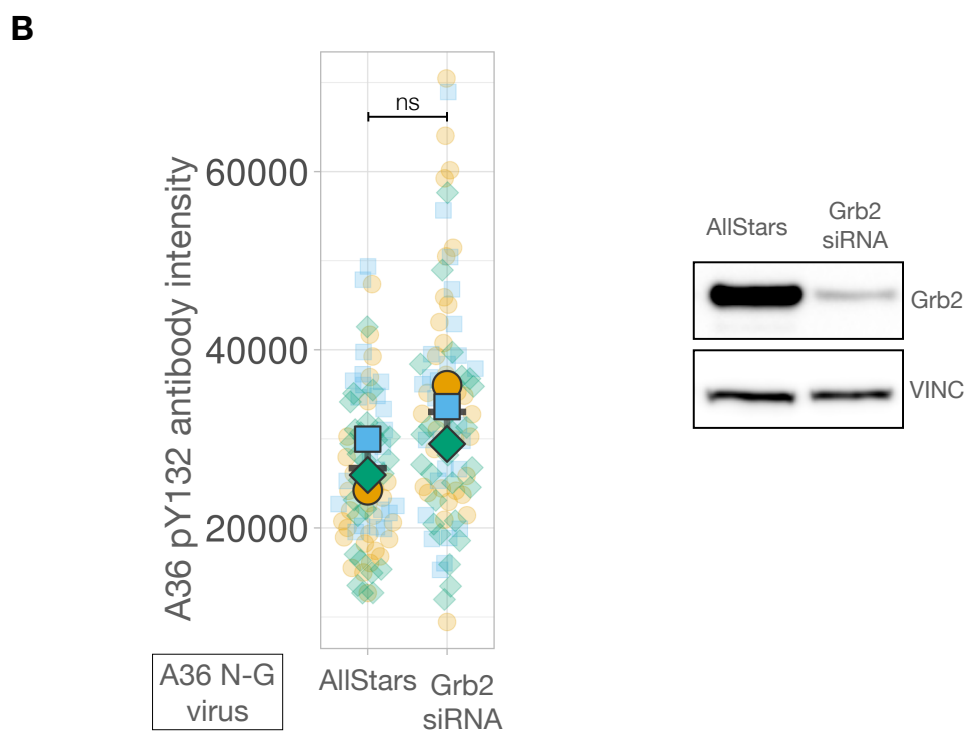 B
ns
A36 pY132 antibody intensity
60000
40000
20000
A36 N-G
virus
AllStars
Grb2
siRNA
AllStars
Grb2
siRNA
Grb2
VINC